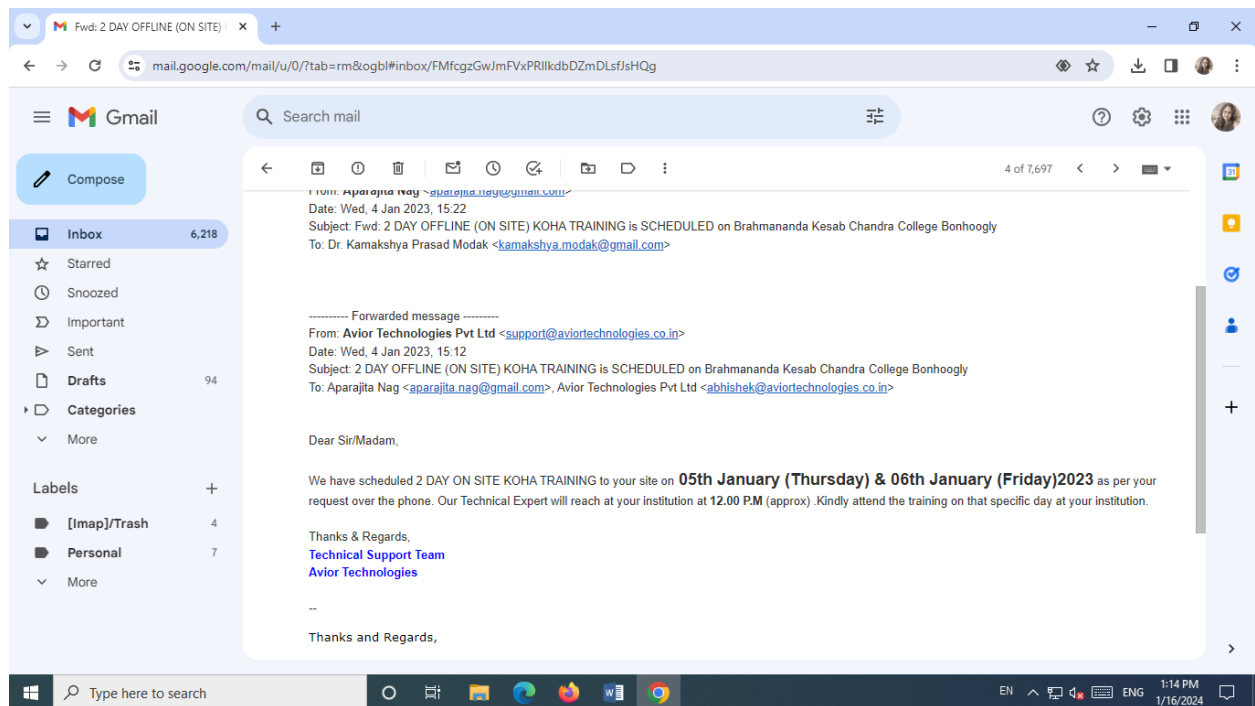 Fwd: 2 DAY OFFLINE (ON SITE)
mail.google.com/mail/u/0/?tab=rm&ogbl#inbox/FMfcgzGwJmFVxPRIlkdbDZmDLsfJsHQg
Gmail
Search mail
Compose
4 of 7,697
Inbox 6,218
Starred
Snoozed
Important
Sent
Drafts 94
Categories
More
Labels
[Imap]/Trash 4
Personal 7
More
From: Aparajita Nag <aparajita.nag@gmail.com>
Date: Wed, 4 Jan 2023, 15:22
Subject: Fwd: 2 DAY OFFLINE (ON SITE) KOHA TRAINING is SCHEDULED on Brahmananda Kesab Chandra College Bonhoogly
To: Dr. Kamakshya Prasad Modak <kamakshya.modak@gmail.com>
---------- Forwarded message ---------
From: Avior Technologies Pvt Ltd <support@aviortechnologies.co.in>
Date: Wed, 4 Jan 2023, 15:12
Subject: 2 DAY OFFLINE (ON SITE) KOHA TRAINING is SCHEDULED on Brahmananda Kesab Chandra College Bonhoogly
To: Aparajita Nag <aparajita.nag@gmail.com>, Avior Technologies Pvt Ltd <abhishek@aviortechnologies.co.in>
Dear Sir/Madam,
We have scheduled 2 DAY ON SITE KOHA TRAINING to your site on 05th January (Thursday) & 06th January (Friday)2023 as per your
request over the phone. Our Technical Expert will reach at your institution at 12.00 P.M (approx) .Kindly attend the training on that specific day at your institution.
Thanks & Regards,
Technical Support Team
Avior Technologies
--
Thanks and Regards,
31
Type here to search
EN
ENG
1:14 PM
1/16/2024